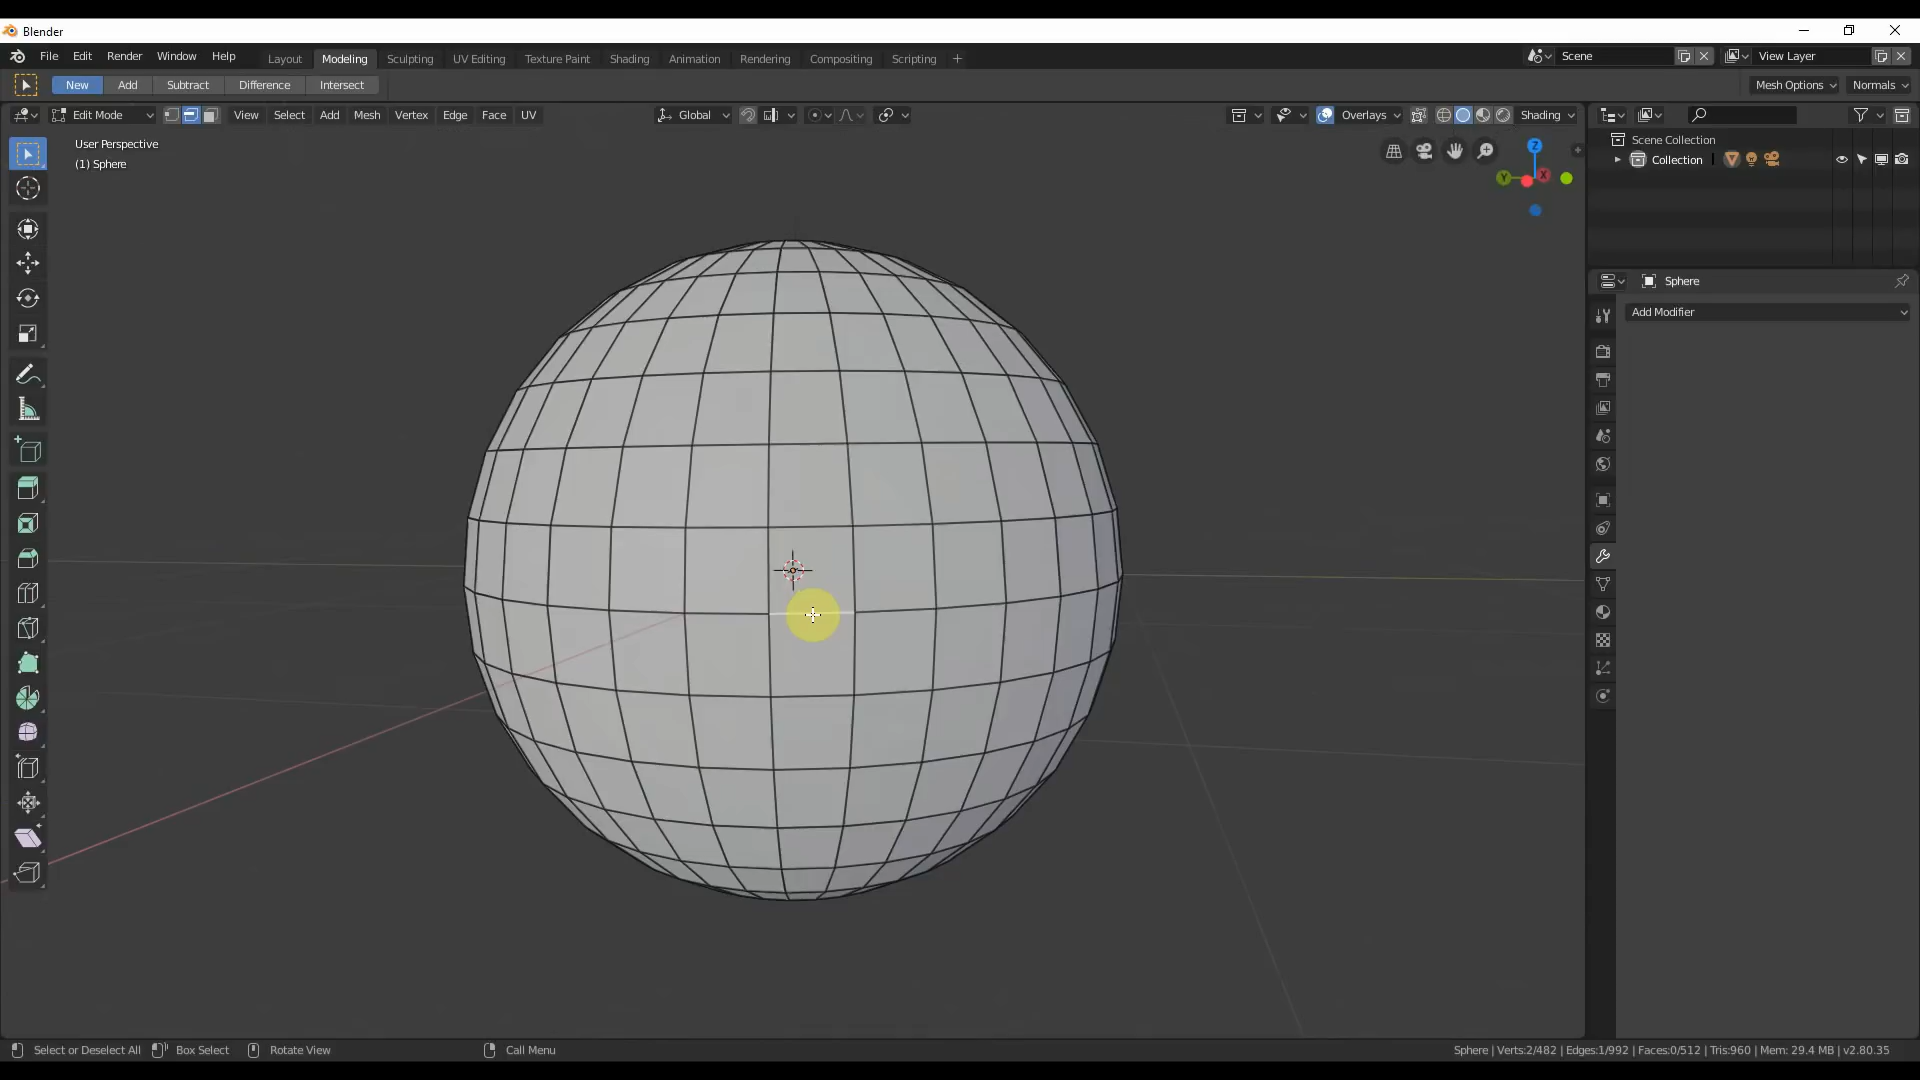 Blender
File Edit Render Window Help Layout Modeling Sculpting UV Editing Texture Paint Shading Animation Rendering Compositing Scripting + Scene View Layer
New Add Subtract Difference Intersect Mesh Options Normals
Edit Mode View Select Add Mesh Vertex Edge Face UV Global Overlays Shading
User Perspective
(1) Sphere
Z
Y
X
Scene Collection
Collection
Sphere
Add Modifier
Select or Deselect All Box Select Rotate View Call Menu Sphere | Verts:2/482 | Edges:1/992 | Faces:0/512 | Tris:960 | Mem: 29.4 MB | v2.80.35